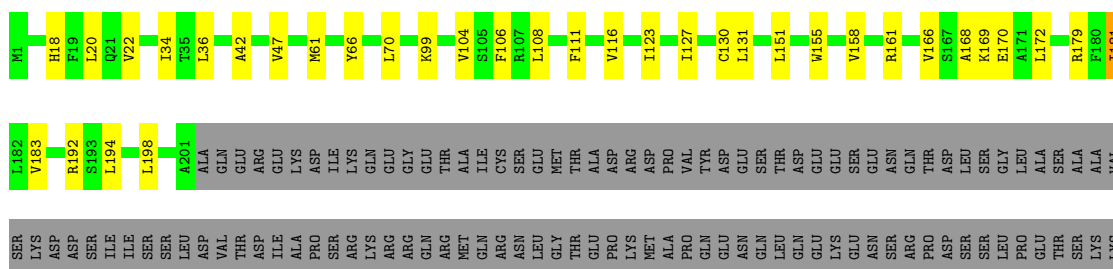 M1 H18 F19 L20 Q21 V22 I34 T35 L36 A42 V47 M61 Y66 L70 K99 V104 S105 F106 R107 L108 F111 V116 I123 I127 C130 L131 L151 W155 V158 R161 V166 S167 A168 K169 E170 A171 L172 R179 F180
L182 V183 R192 S193 L194 L198 A201 ALA GLN GLU ARG GLU LYS ASP ILE LYS GLN GLU GLY GLU THR ALA ILE CYS SER GLU MET THR ALA ASP ARG ASP PRO VAL TYR ASP GLU SER THR ASP GLU GLU SER GLU ASN GLN THR ASP LEU SER GLY LEU ALA SER ALA ALA VAL
SER LYS ASP ASP SER ILE ILE SER SER LEU ASP VAL THR ASP ILE ALA PRO SER ARG LYS ARG ARG GLN ARG MET GLN ARG ASN LEU GLY THR GLU PRO LYS MET ALA PRO GLN GLU ASN GLN LEU GLN GLU LYS GLU ASN SER ARG PRO ASP SER SER LEU PRO GLU THR SER LYS